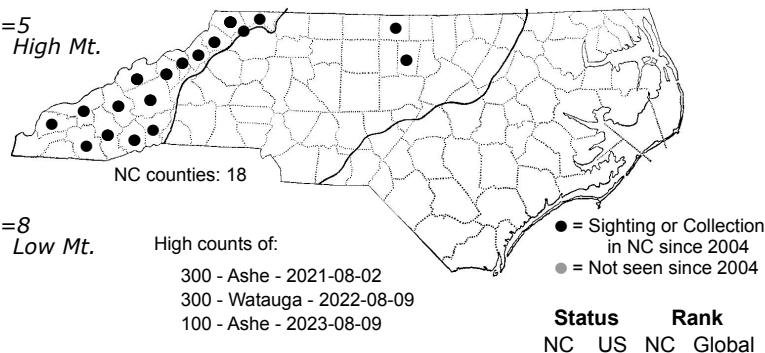 =5
High Mt.
NC counties: 18
=8
Low Mt.
High counts of:
300 - Ashe - 2021-08-02
300 - Watauga - 2022-08-09
100 - Ashe - 2023-08-09
= Sighting or Collection
in NC since 2004
= Not seen since 2004
Status Rank
NC US NC Global